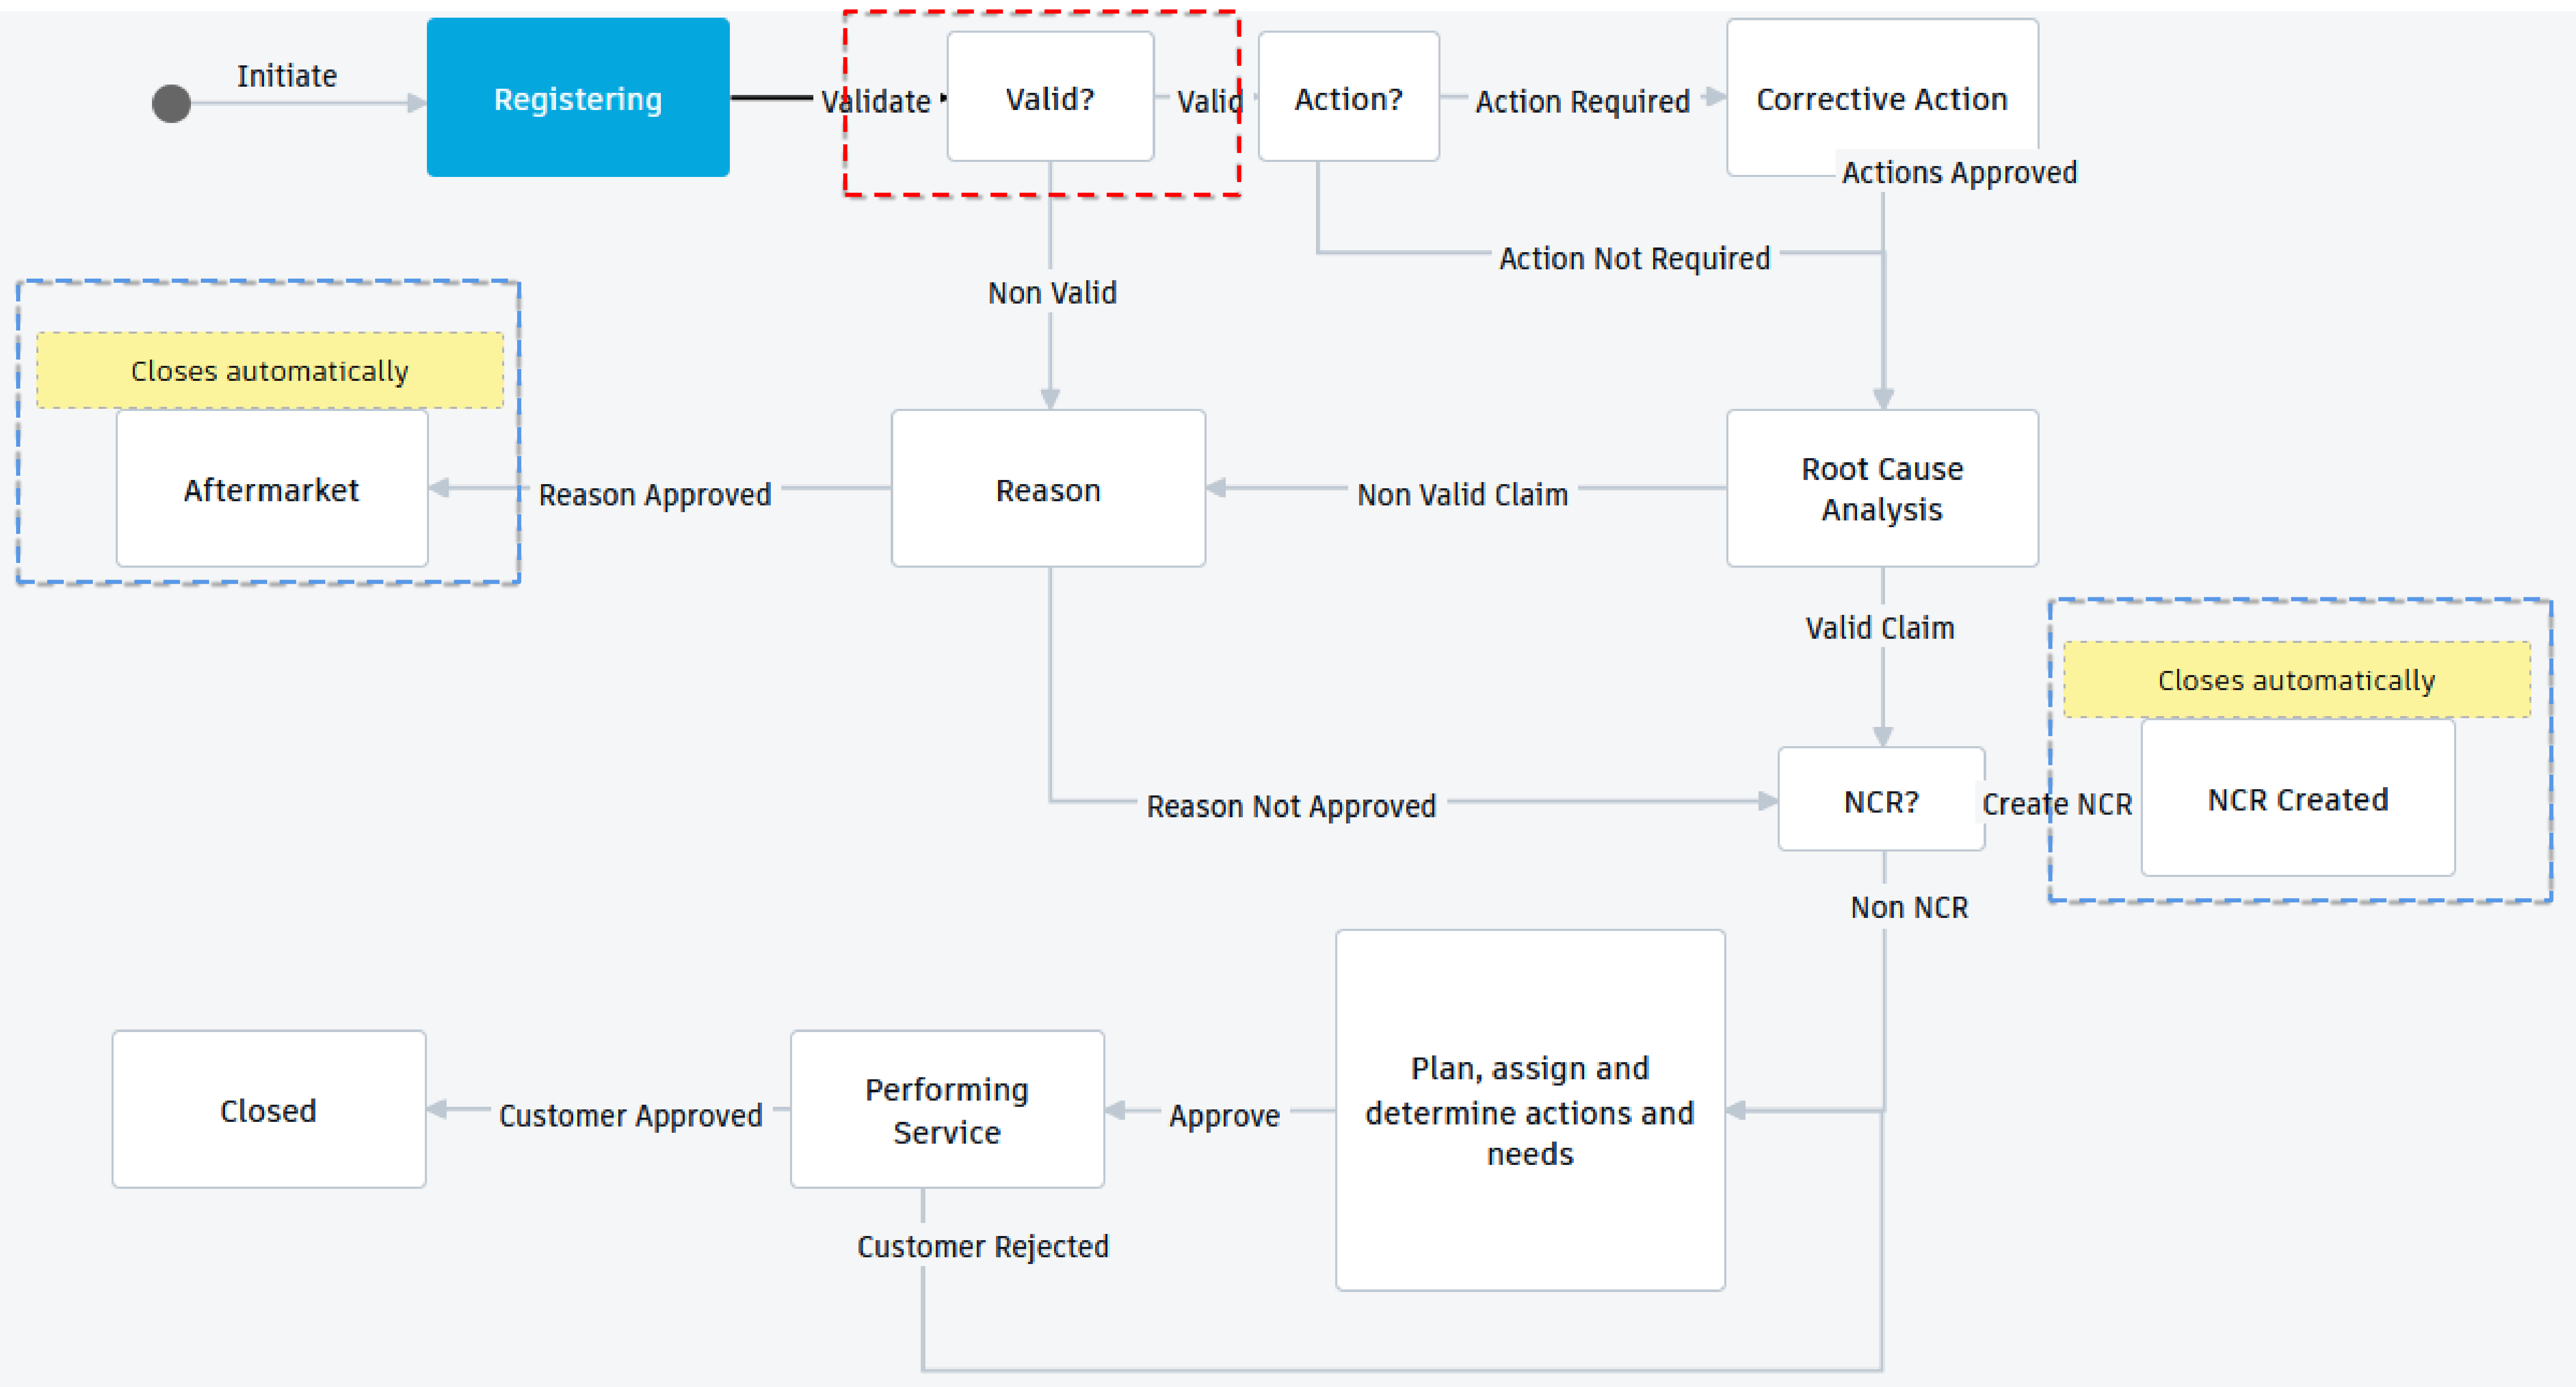 Initiate
Registering
Validate
Valid?
Valid
Action?
Action Required
Corrective Action
Actions Approved
Action Not Required
Non Valid
Closes automatically
Aftermarket
Reason Approved
Reason
Non Valid Claim
Root Cause
Analysis
Valid Claim
Closes automatically
Reason Not Approved
NCR?
Create NCR
NCR Created
Non NCR
Closed
Customer Approved
Performing
Service
Approve
Plan, assign and
determine actions and
needs
Customer Rejected